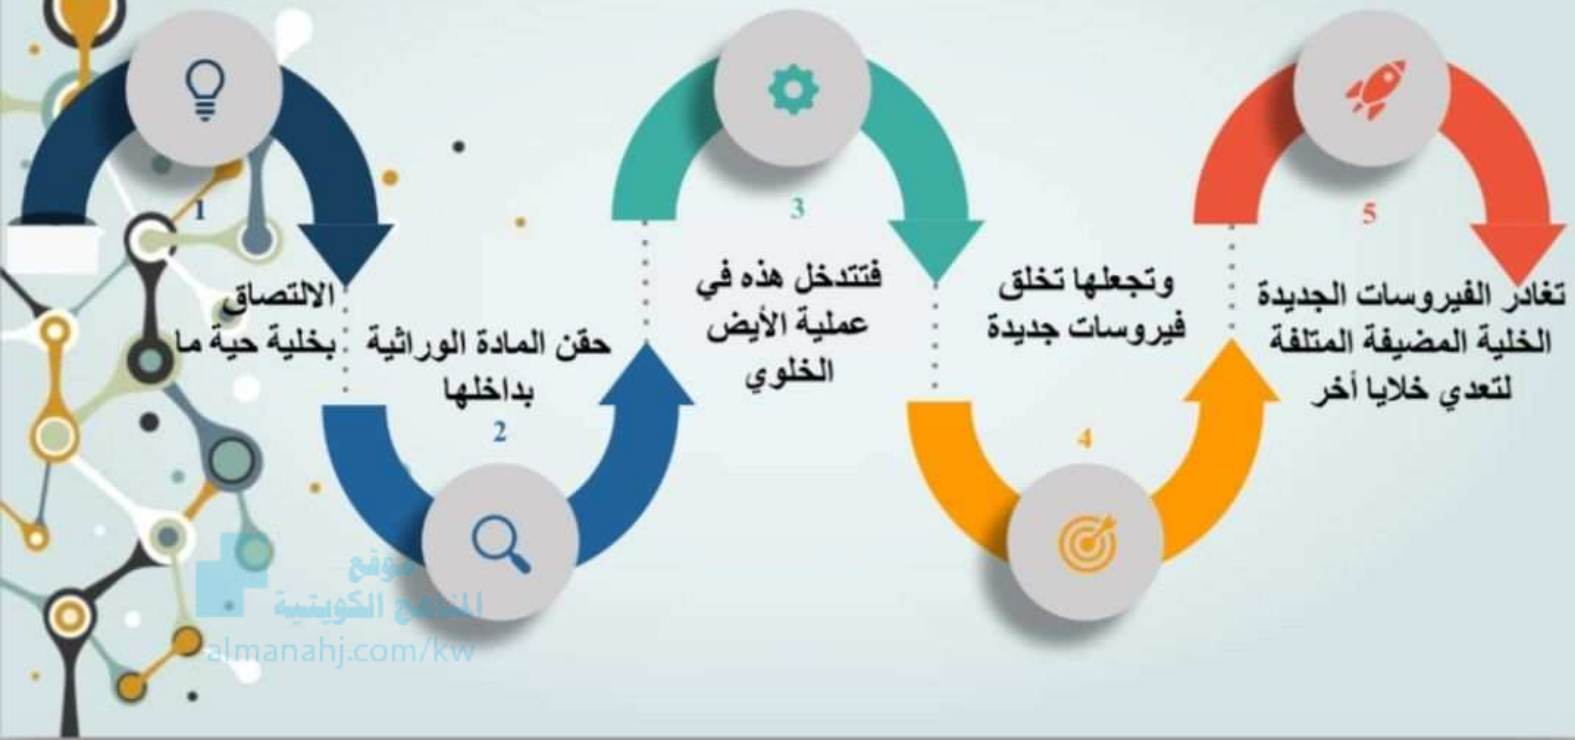 1
الالتصاق
بخلية حية ما
حقن المادة الوراثية
بداخلها
2
3
فتتدخل هذه في
عملية الأيض
الخلوي
وتجعلها تخلق
فيروسات جديدة
4
5
تغادر الفيروسات الجديدة
الخلية المضيفة المتلفة
لتعدي خلايا أخر
موقع
المناهج الكويتية
almanahj.com/kw